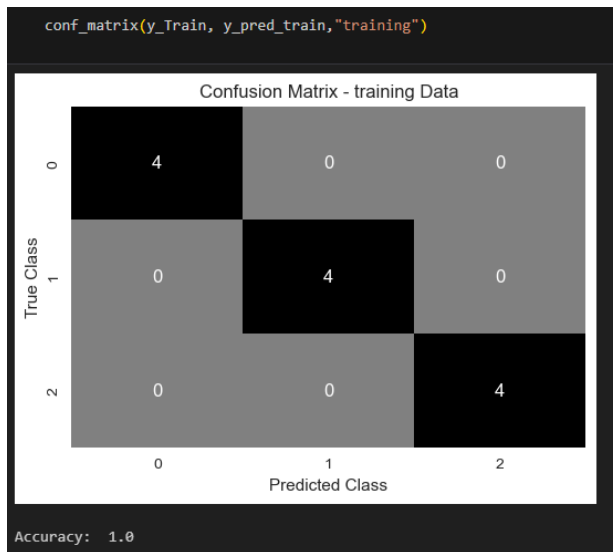 conf_matrix(y_Train, y_pred_train,"training")
Confusion Matrix - training Data
True Class
0
4 0 0
1
0 4 0
2
0 0 4
0 1 2
Predicted Class
Accuracy: 1.0